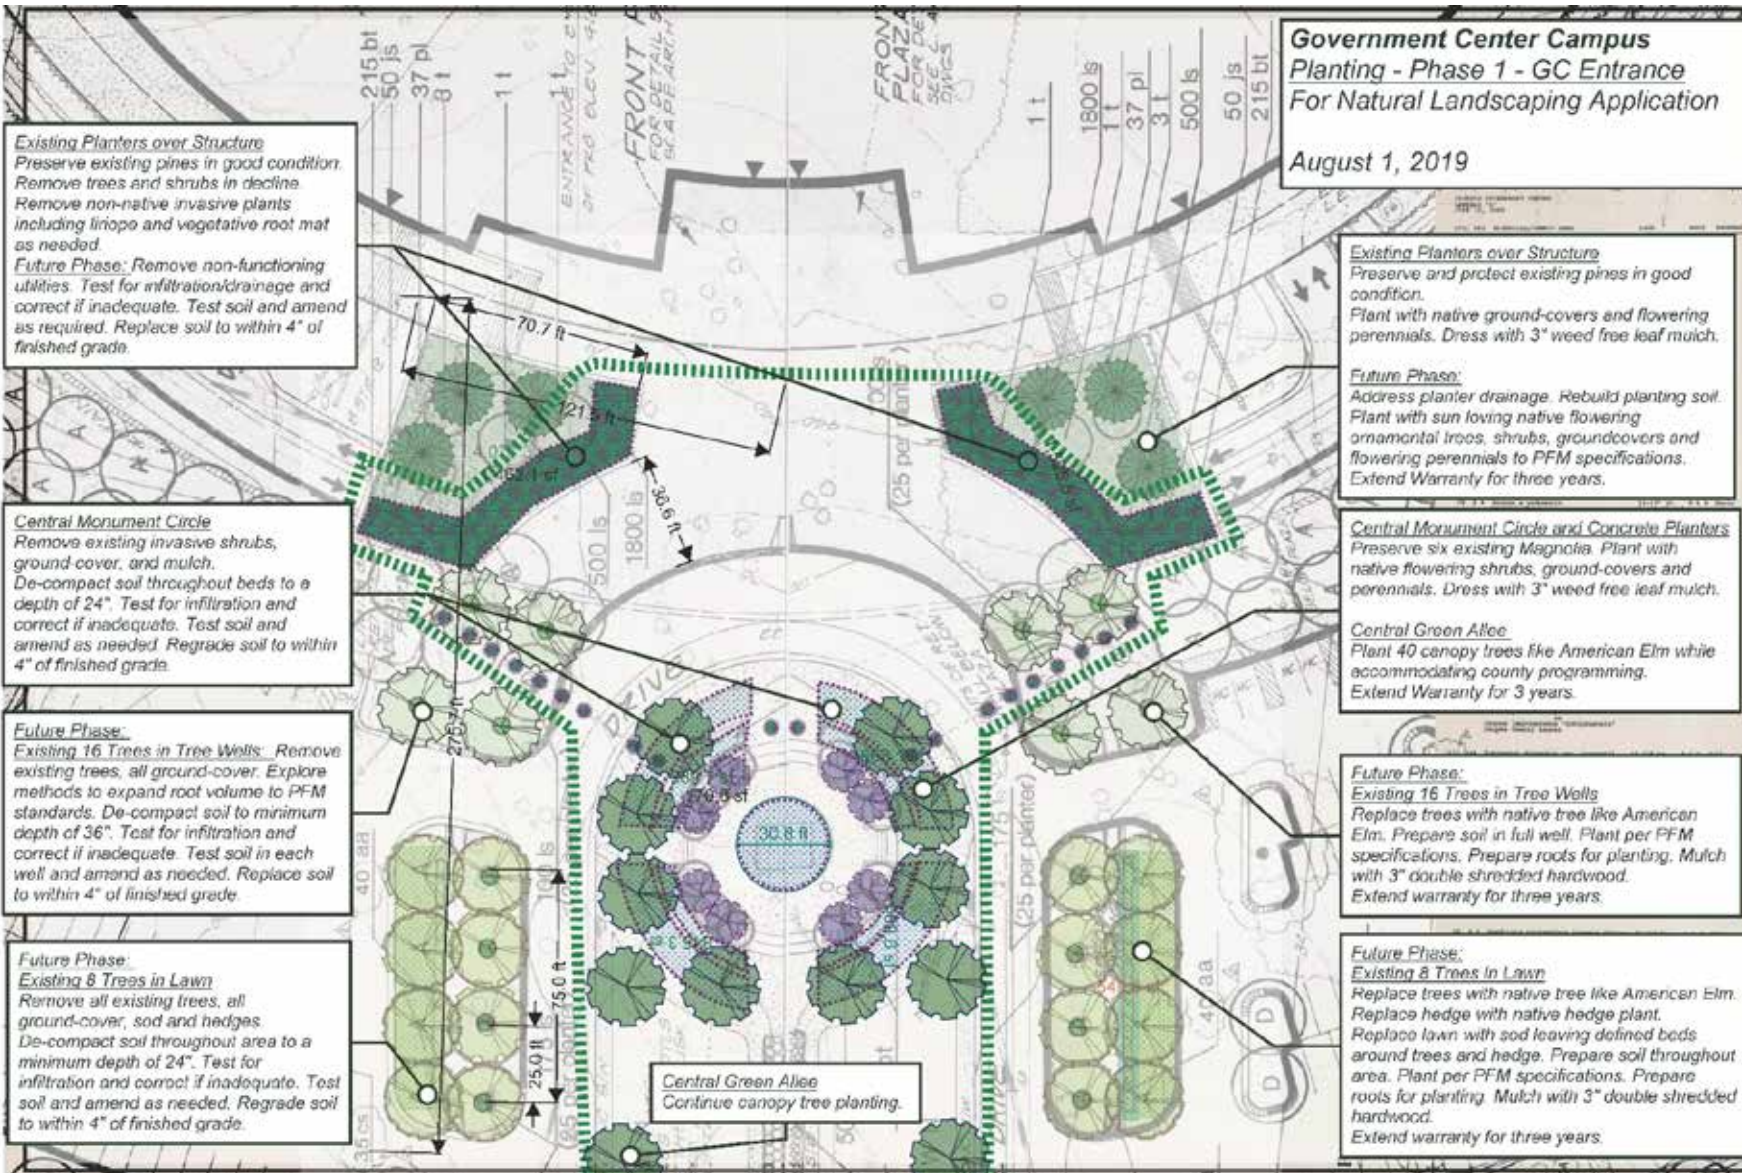 Government Center Campus
Planting - Phase 1 - GC Entrance
For Natural Landscaping Application
August 1, 2019
215 bt
50 js
37 pl
8 t
1 t
1 t
ENTRANCE TO
FRONT P
FOR DETAIL S
FRON
PLAZA
FOR DE
SEE L A
DWGS
1 t
1800 ls
1 t
37 pl
3 t
500 ls
50 js
215 bt
Existing Planters over Structure
Preserve existing pines in good condition.
Remove trees and shrubs in decline.
Remove non-native invasive plants
including liriope and vegetative root mat
as needed.
Future Phase: Remove non-functioning
utilities. Test for infiltration/drainage and
correct if inadequate. Test soil and amend
as required. Replace soil to within 4" of
finished grade.
Central Monument Circle
Remove existing invasive shrubs,
ground-cover, and mulch.
De-compact soil throughout beds to a
depth of 24". Test for infiltration and
correct if inadequate. Test soil and
amend as needed. Regrade soil to within
4" of finished grade.
Future Phase:
Existing 16 Trees in Tree Wells: Remove
existing trees, all ground-cover. Explore
methods to expand root volume to PFM
standards. De-compact soil to minimum
depth of 36". Test for infiltration and
correct if inadequate. Test soil in each
well and amend as needed. Replace soil
to within 4" of finished grade.
Future Phase:
Existing 8 Trees in Lawn
Remove all existing trees, all
ground-cover, sod and hedges.
De-compact soil throughout area to a
minimum depth of 24". Test for
infiltration and correct if inadequate. Test
soil and amend as needed. Regrade soil
to within 4" of finished grade.
70.7 ft
121.5 ft
36.6 ft
500 ls
1800 ls
(25 per planter)
DRIVE
275.7 ft
30.8 ft
40 aa
75.0 ft
25.0 ft
35 cs
175 ls
(25 per planter)
40 aa
D
D
A
A
A
A
Central Green Allee
Continue canopy tree planting.
Existing Planters over Structure
Preserve and protect existing pines in good
condition.
Plant with native ground-covers and flowering
perennials. Dress with 3" weed free leaf mulch.
Future Phase:
Address planter drainage. Rebuild planting soil.
Plant with sun loving native flowering
ornamental trees, shrubs, groundcovers and
flowering perennials to PFM specifications.
Extend Warranty for three years.
Central Monument Circle and Concrete Planters
Preserve six existing Magnolia. Plant with
native flowering shrubs, ground-covers and
perennials. Dress with 3" weed free leaf mulch.
Central Green Allee
Plant 40 canopy trees like American Elm while
accommodating county programming.
Extend Warranty for 3 years.
Future Phase:
Existing 16 Trees in Tree Wells
Replace trees with native tree like American
Elm. Prepare soil in full well. Plant per PFM
specifications. Prepare roots for planting. Mulch
with 3" double shredded hardwood.
Extend warranty for three years.
Future Phase:
Existing 8 Trees in Lawn
Replace trees with native tree like American Elm.
Replace hedge with native hedge plant.
Replace lawn with sod leaving defined beds
around trees and hedge. Prepare soil throughout
area. Plant per PFM specifications. Prepare
roots for planting. Mulch with 3" double shredded
hardwood.
Extend warranty for three years.